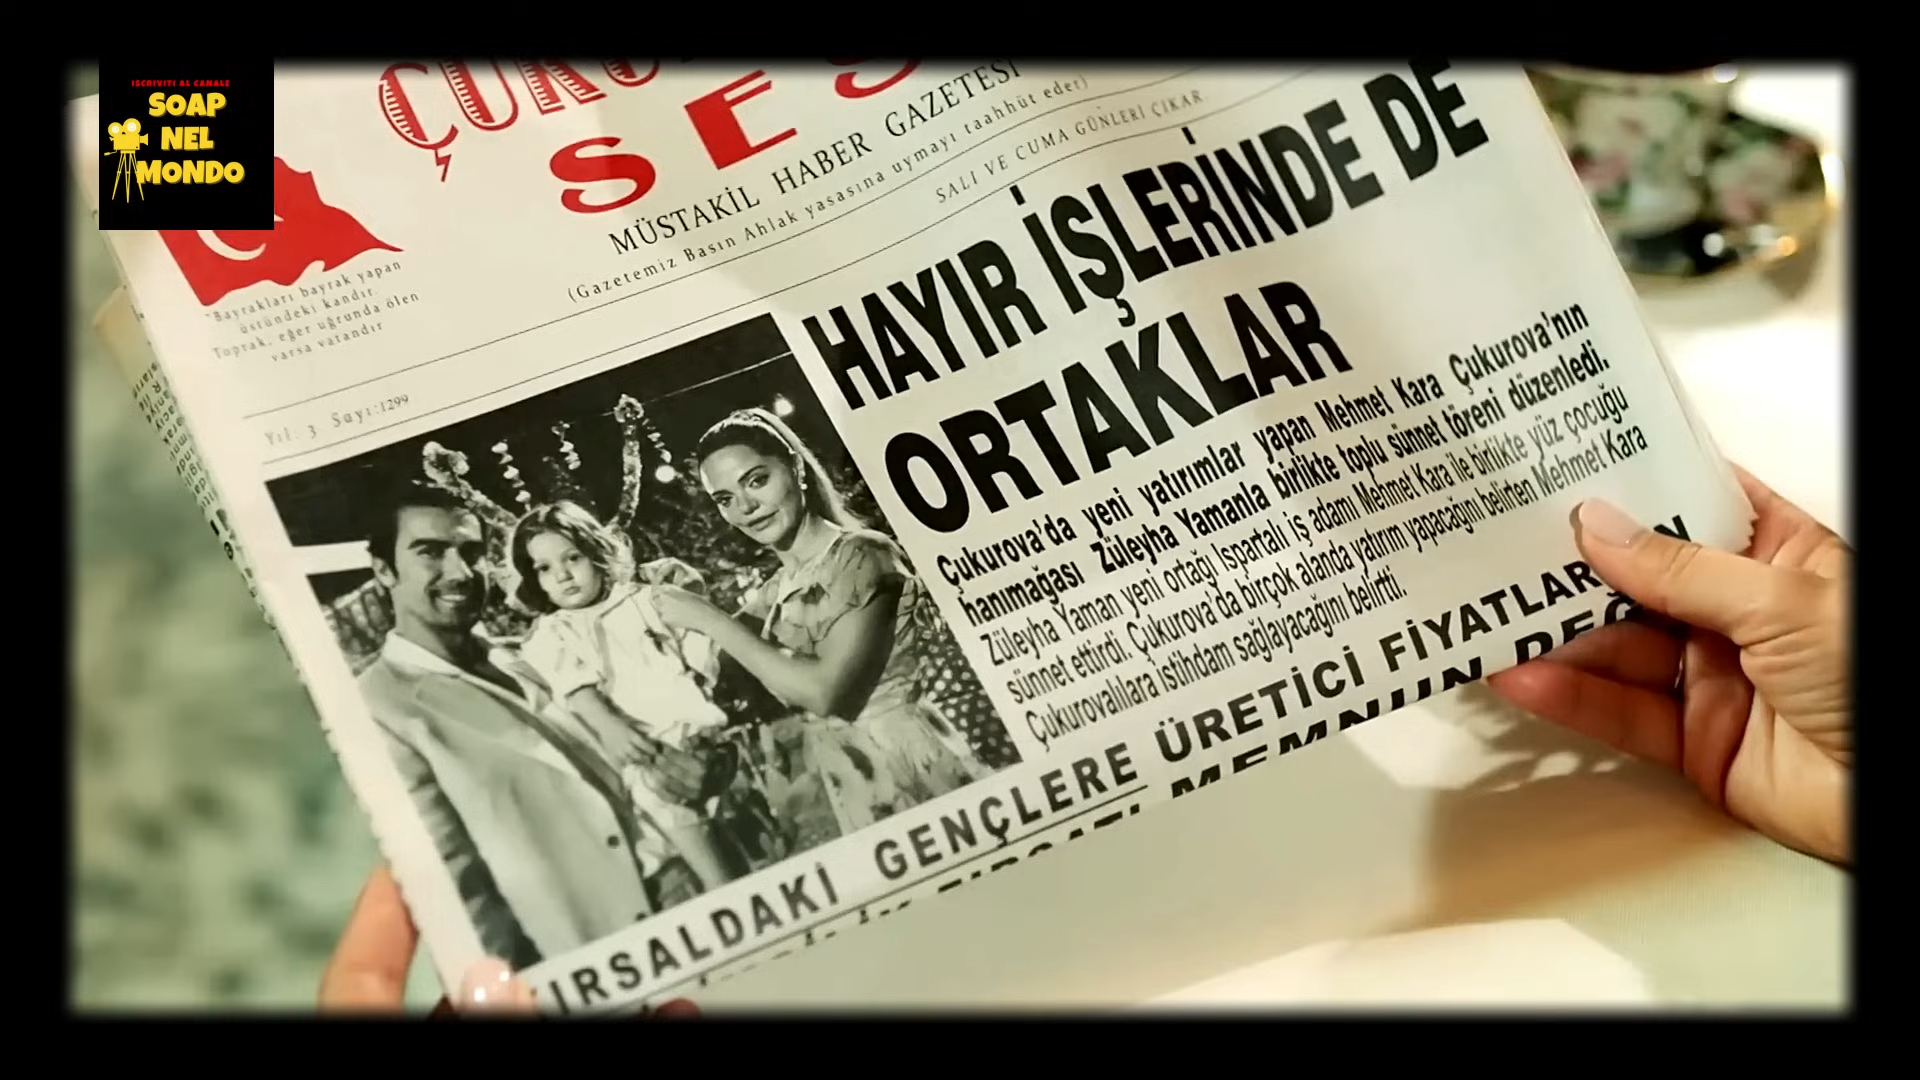 ISCRIVITI AL CANALE
SOAP
NEL
MONDO
MÜSTAKİL HABER GAZETESİ
(Gazetemiz Basın Ahlak yasasına uymayı taahhüt eder)
SALI VE CUMA GÜNLERİ ÇIKAR
"Bayrakları bayrak yapan
üstündeki kandır.
Toprak, eğer uğrunda ölen
varsa vatandır
Yıl: 3 Sayı:1299
HAYIR İŞLERİNDE DE
ORTAKLAR
Çukurova'da yeni yatırımlar yapan Mehmet Kara Çukurova'nın
hanımağası Züleyha Yamanla birlikte toplu sünnet töreni düzenledi.
Züleyha Yaman yeni ortağı Ispartalı iş adamı Mehmet Kara ile birlikte yüz çocuğu
sünnet ettirdi. Çukurova'da birçok alanda yatırım yapacağını belirten Mehmet Kara
Çukurovalılara istihdam sağlayacağını belirtti.
KIRSALDAKİ GENÇLERE ÜRETİCİ FİYATLAR
MEMNUN DEĞ